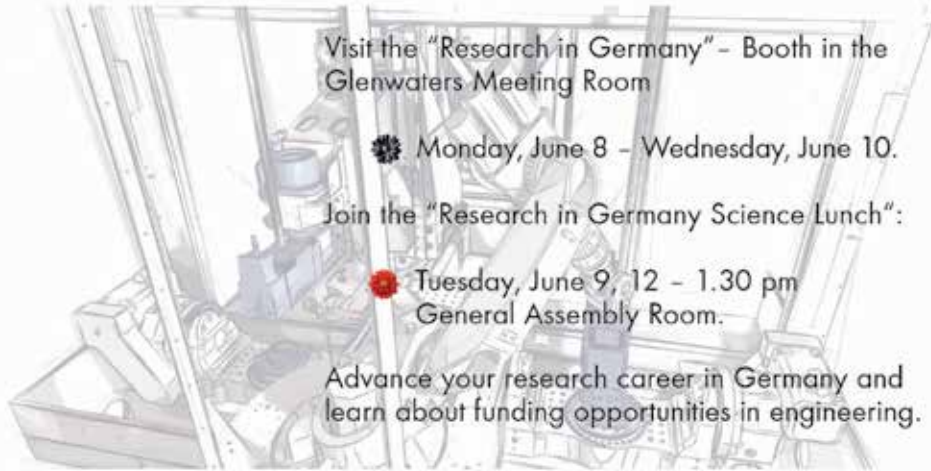 Visit the “Research in Germany“ – Booth in the
Glenwaters Meeting Room
Monday, June 8 – Wednesday, June 10.
Join the “Research in Germany Science Lunch“:
Tuesday, June 9, 12 – 1.30 pm
General Assembly Room.
Advance your research career in Germany and
learn about funding opportunities in engineering.